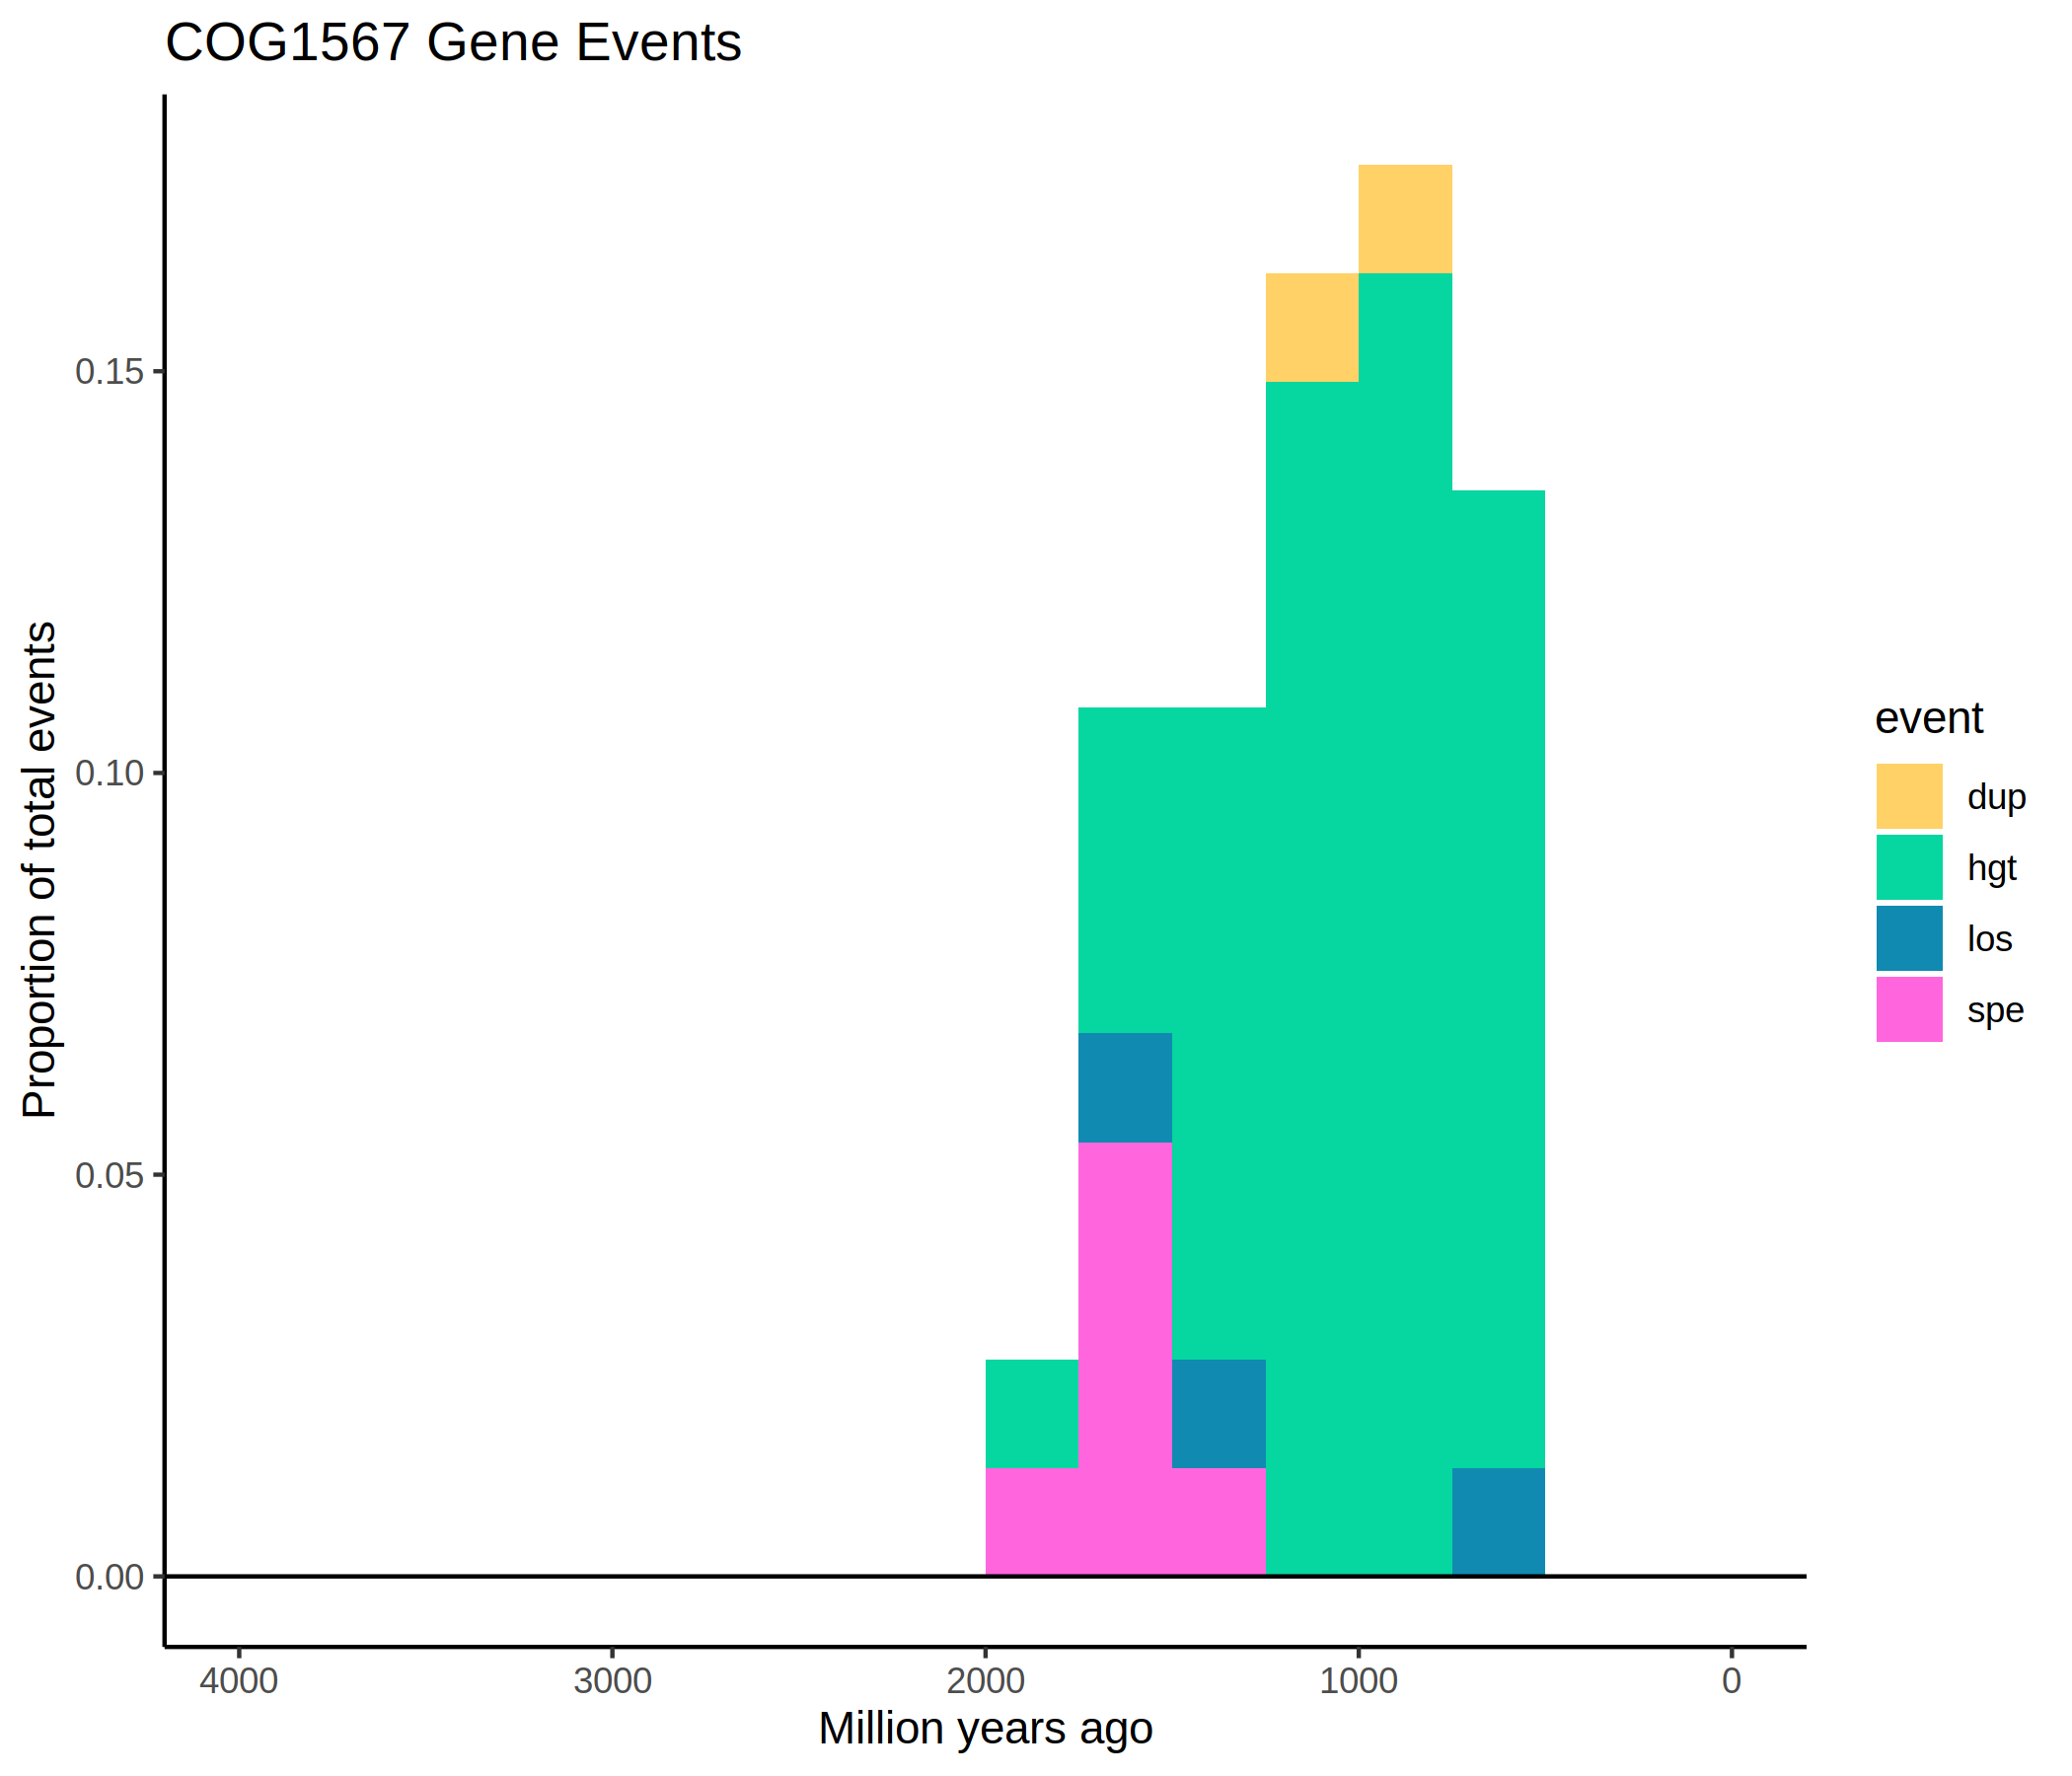 COG1567 Gene Events
Proportion of total events
0.15
0.10
0.05
0.00
4000 3000 2000 1000 0
Million years ago
event
dup
hgt
los
spe